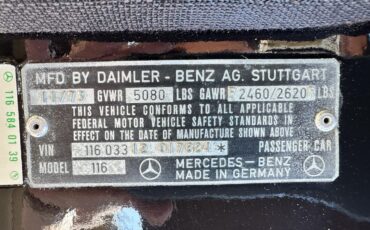 MFD BY DAIMLER - BENZ AG. STUTTGART
11/73 GVWR 5080 LBS GAWR 2460/2620 LBS
THIS VEHICLE CONFORMS TO ALL APPLICABLE
FEDERAL MOTOR VEHICLE SAFETY STANDARDS IN
EFFECT ON THE DATE OF MANUFACTURE SHOWN ABOVE
VIN 116 033 12 * PASSENGER CAR
MODEL 116 MERCEDES-BENZ
MADE IN GERMANY
116 584 01 39